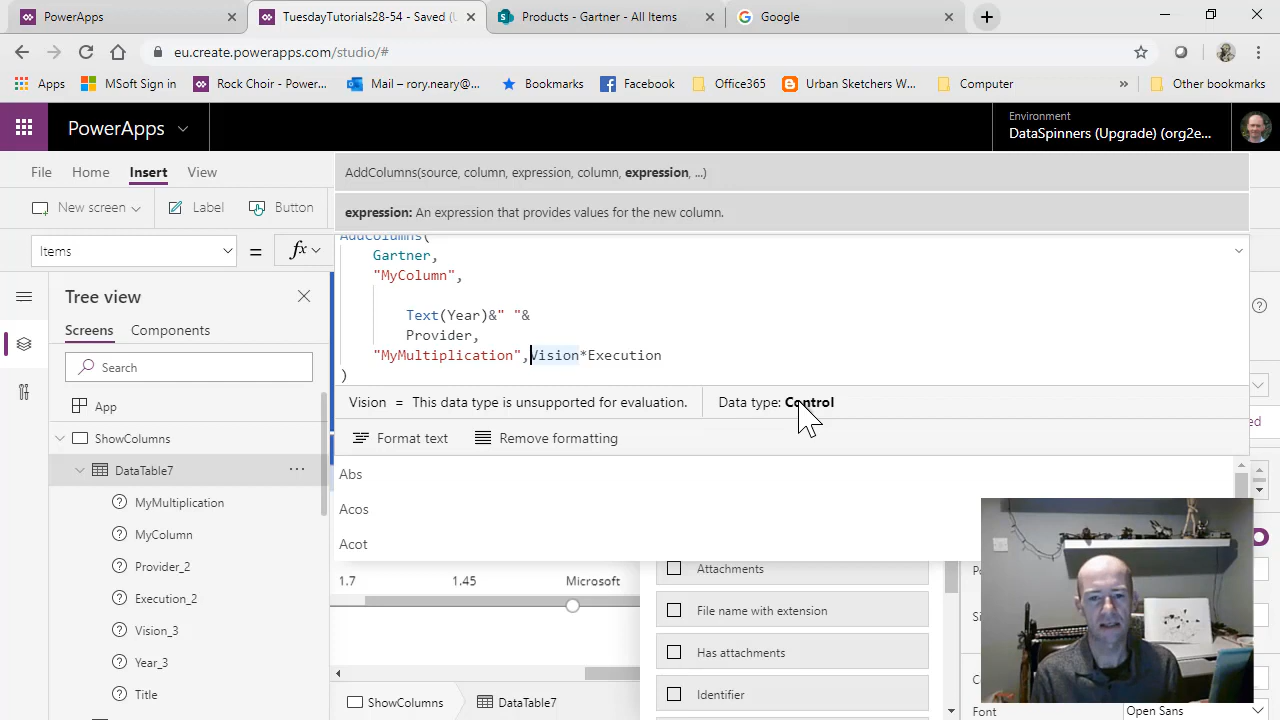 PowerApps
TuesdayTutorials28-54 - Saved (U
Products - Gartner - All Items
Google
eu.create.powerapps.com/studio/#
Apps
MSoft Sign in
Rock Choir - Power...
Mail – rory.neary@...
Bookmarks
Facebook
Office365
Urban Sketchers W...
Computer
»
Other bookmarks
PowerApps
Environment
DataSpinners (Upgrade) (org2e...
File
Home
Insert
View
New screen
Label
Button
AddColumns(source, column, expression, column, expression, ...)
expression: An expression that provides values for the new column.
Items
=
fx
AddColumns(
Gartner,
"MyColumn",
Text(Year)&" "&
Provider,
"MyMultiplication",Vision*Execution
)
Vision = This data type is unsupported for evaluation.
Data type: Control
Format text
Remove formatting
Abs
Acos
Acot
Tree view
Screens
Components
Search
App
ShowColumns
DataTable7
...
MyMultiplication
MyColumn
Provider_2
Execution_2
Vision_3
Year_3
Title
1.7
1.45
Microsoft
Attachments
File name with extension
Has attachments
Identifier
ShowColumns
DataTable7
ed
Font
Open Sans